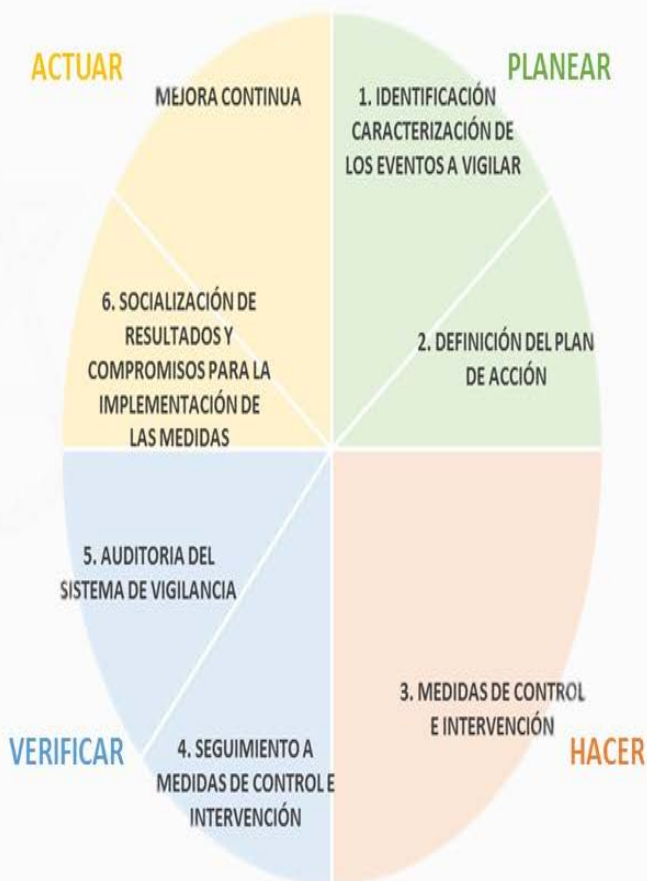 ACTUAR
MEJORA CONTINUA
PLANEAR
1. IDENTIFICACIÓN
CARACTERIZACIÓN DE
LOS EVENTOS A VIGILAR
2. DEFINICIÓN DEL PLAN
DE ACCIÓN
3. MEDIDAS DE CONTROL
E INTERVENCIÓN
HACER
4. SEGUIMIENTO A
MEDIDAS DE CONTROL E
INTERVENCIÓN
VERIFICAR
5. AUDITORIA DEL
SISTEMA DE VIGILANCIA
6. SOCIALIZACIÓN DE
RESULTADOS Y
COMPROMISOS PARA LA
IMPLEMENTACIÓN DE
LAS MEDIDAS